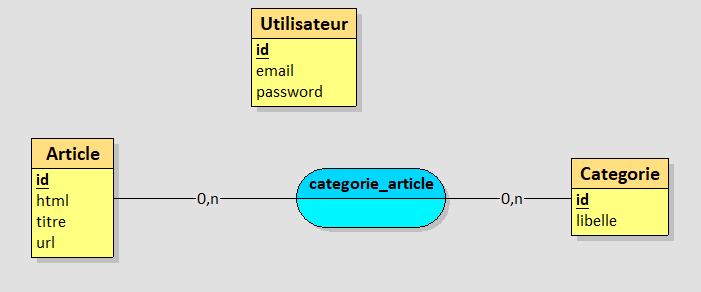 Utilisateur
id
email
password
Article
id
html
titre
url
0,n
categorie_article
0,n
Categorie
id
libelle